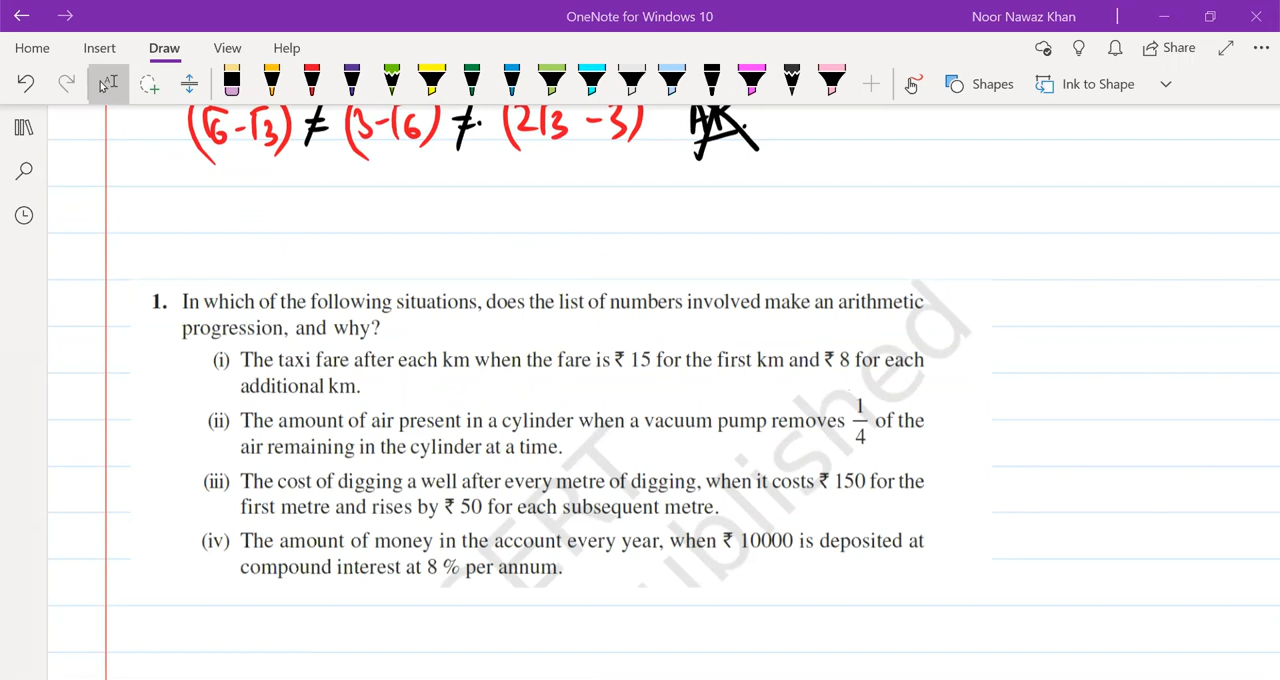 OneNote for Windows 10
Noor Nawaz Khan
Home Insert Draw View Help
Share
Shapes
Ink to Shape
(√6-√3) ≠ (3-√6) ≠ (2√3 - 3)
1. In which of the following situations, does the list of numbers involved make an arithmetic
progression, and why?
(i) The taxi fare after each km when the fare is ₹ 15 for the first km and ₹ 8 for each
additional km.
(ii) The amount of air present in a cylinder when a vacuum pump removes 1/4 of the
air remaining in the cylinder at a time.
(iii) The cost of digging a well after every metre of digging, when it costs ₹ 150 for the
first metre and rises by ₹ 50 for each subsequent metre.
(iv) The amount of money in the account every year, when ₹ 10000 is deposited at
compound interest at 8 % per annum.